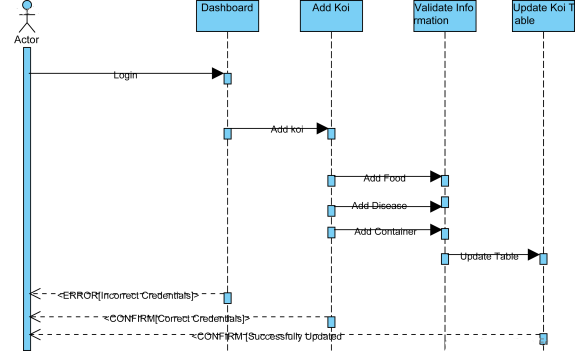 Dashboard
Add Koi
Validate Info
rmation
Update Koi T
able
Actor
Login
Add koi
Add Food
Add Disease
Add Container
Update Table
<ERROR[Incorrect Credentials]>
<CONFIRM[Correct Credentials]>
<CONFIRM [Successfully Updated